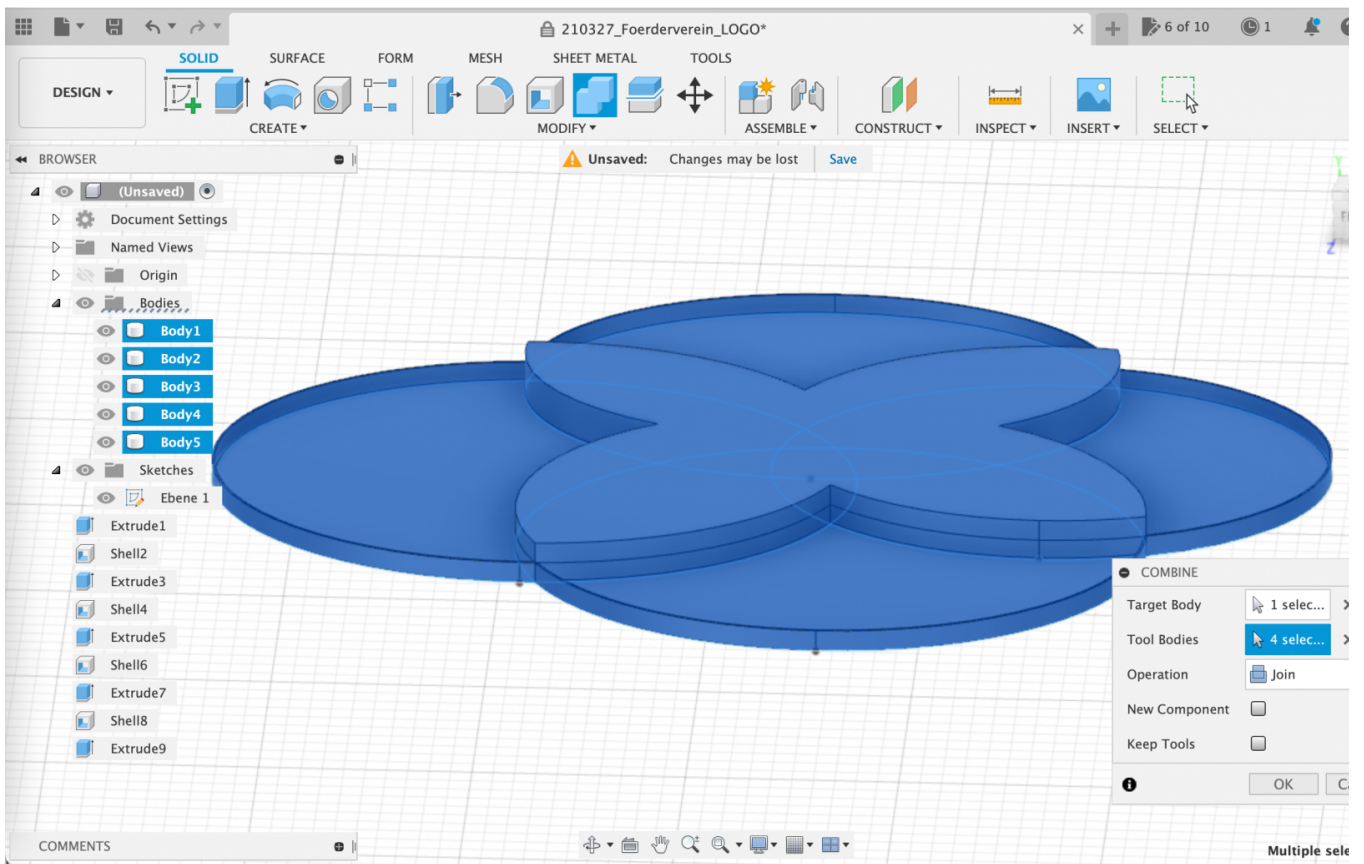 210327_Foerderverein_LOGO*
6 of 10
1
SOLID SURFACE FORM MESH SHEET METAL TOOLS
DESIGN
CREATE MODIFY ASSEMBLE CONSTRUCT INSPECT INSERT SELECT
BROWSER
Unsaved: Changes may be lost Save
(Unsaved)
Document Settings
Named Views
Origin
Bodies
Body1
Body2
Body3
Body4
Body5
Sketches
Ebene 1
Extrude1
Shell2
Extrude3
Shell4
Extrude5
Shell6
Extrude7
Shell8
Extrude9
Y
Z
COMBINE
Target Body 1 selec...
Tool Bodies 4 selec...
Operation Join
New Component
Keep Tools
OK
COMMENTS
Multiple sele